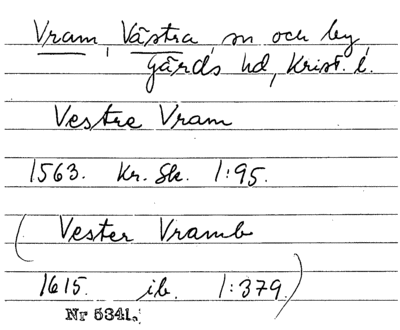 Vram, Västra, sn och by
Gärds hd, Krist. l.
Vestre Vram
1563. Kr. Sk. 1:95.
(Vester Vramb
1615. ib. 1:379.)
Nr 5341.